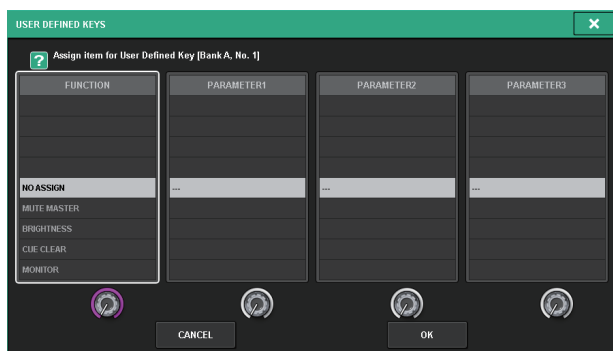 USER DEFINED KEYS
?
Assign item for User Defined Key [Bank A, No. 1]
FUNCTION PARAMETER1 PARAMETER2 PARAMETER3
NO ASSIGN --- --- ---
MUTE MASTER
BRIGHTNESS
CUE CLEAR
MONITOR
CANCEL OK